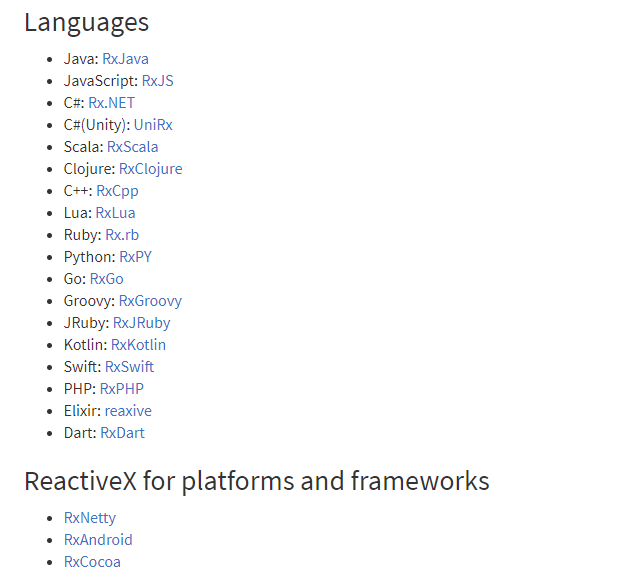 Languages
Java: RxJava
JavaScript: RxJS
C#: Rx.NET
C#(Unity): UniRx
Scala: RxScala
Clojure: RxClojure
C++: RxCpp
Lua: RxLua
Ruby: Rx.rb
Python: RxPY
Go: RxGo
Groovy: RxGroovy
JRuby: RxJRuby
Kotlin: RxKotlin
Swift: RxSwift
PHP: RxPHP
Elixir: reaxive
Dart: RxDart
ReactiveX for platforms and frameworks
RxNetty
RxAndroid
RxCocoa